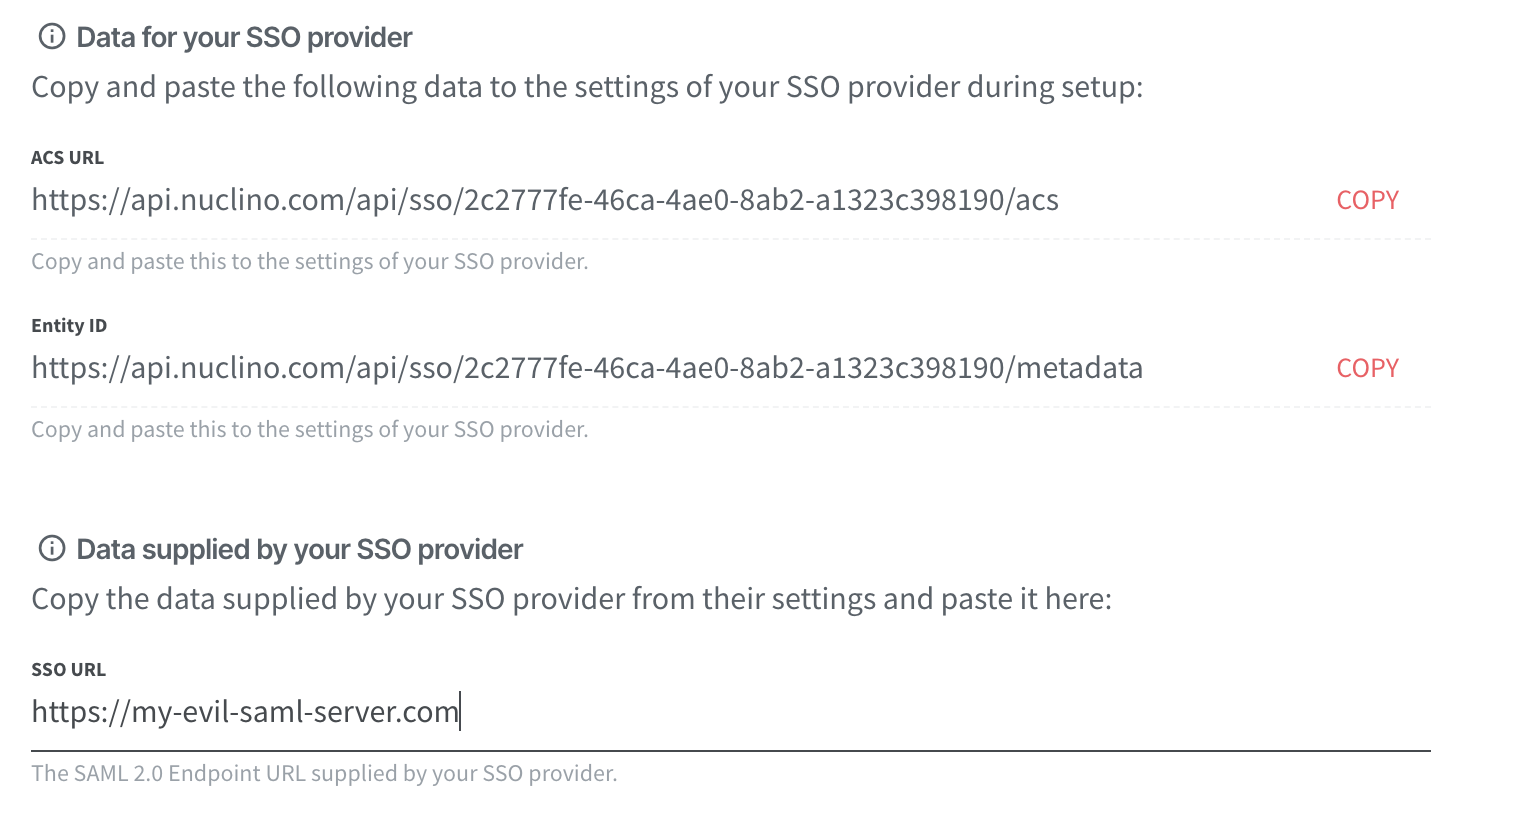 Data for your SSO provider
Copy and paste the following data to the settings of your SSO provider during setup:
ACS URL
https://api.nuclino.com/api/sso/2c2777fe-46ca-4ae0-8ab2-a1323c398190/acs COPY
Copy and paste this to the settings of your SSO provider.
Entity ID
https://api.nuclino.com/api/sso/2c2777fe-46ca-4ae0-8ab2-a1323c398190/metadata COPY
Copy and paste this to the settings of your SSO provider.
Data supplied by your SSO provider
Copy the data supplied by your SSO provider from their settings and paste it here:
SSO URL
https://my-evil-saml-server.com
The SAML 2.0 Endpoint URL supplied by your SSO provider.